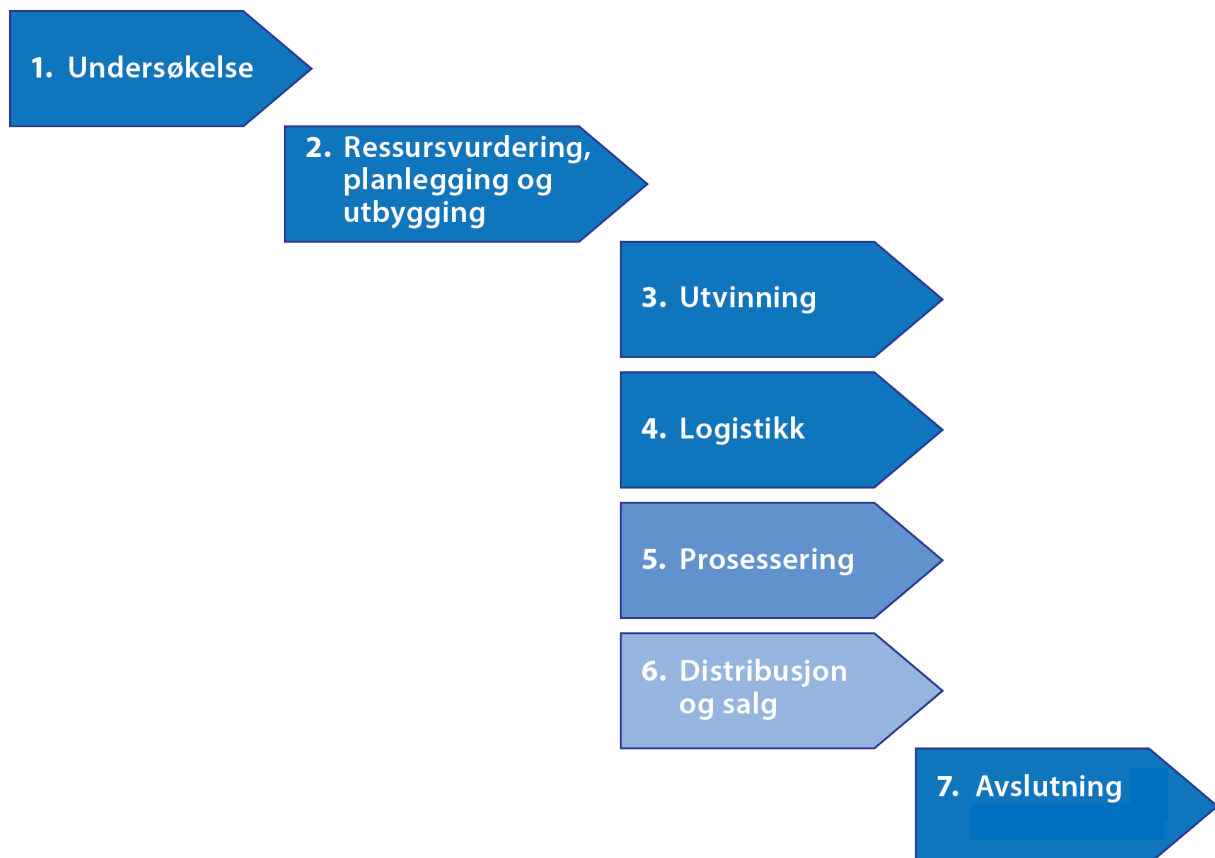 1. Undersøkelse
2. Ressursvurdering,
planlegging og
utbygging
3. Utvinning
4. Logistikk
5. Prosessering
6. Distribusjon
og salg
7. Avslutning